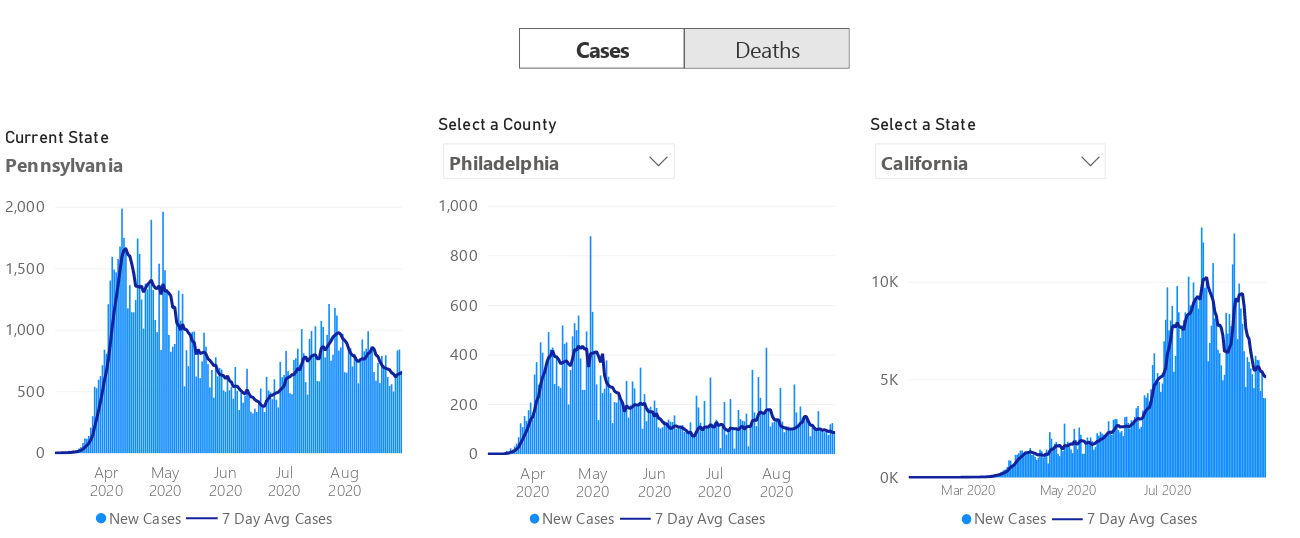 Cases Deaths
Current State
Pennsylvania
2,000
1,500
1,000
500
0
Apr May Jun Jul Aug
2020 2020 2020 2020 2020
New Cases 7 Day Avg Cases
Select a County
Philadelphia
1,000
800
600
400
200
0
Apr May Jun Jul Aug
2020 2020 2020 2020 2020
New Cases 7 Day Avg Cases
Select a State
California
10K
5K
0K
Mar 2020 May 2020 Jul 2020
New Cases 7 Day Avg Cases